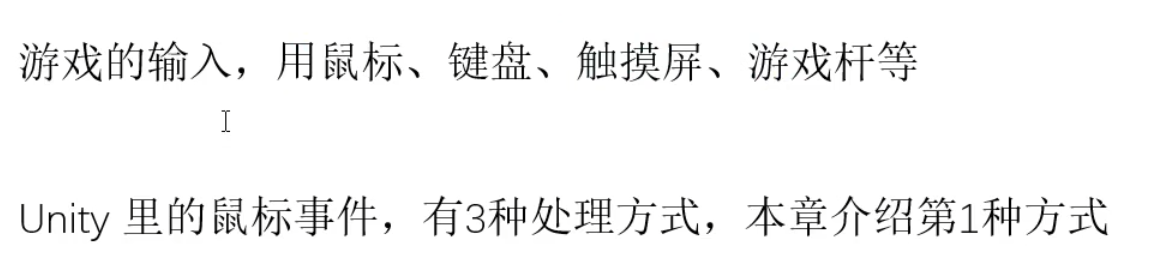 游戏的输入，用鼠标、键盘、触摸屏、游戏杆等
Unity 里的鼠标事件，有3种处理方式，本章介绍第1种方式